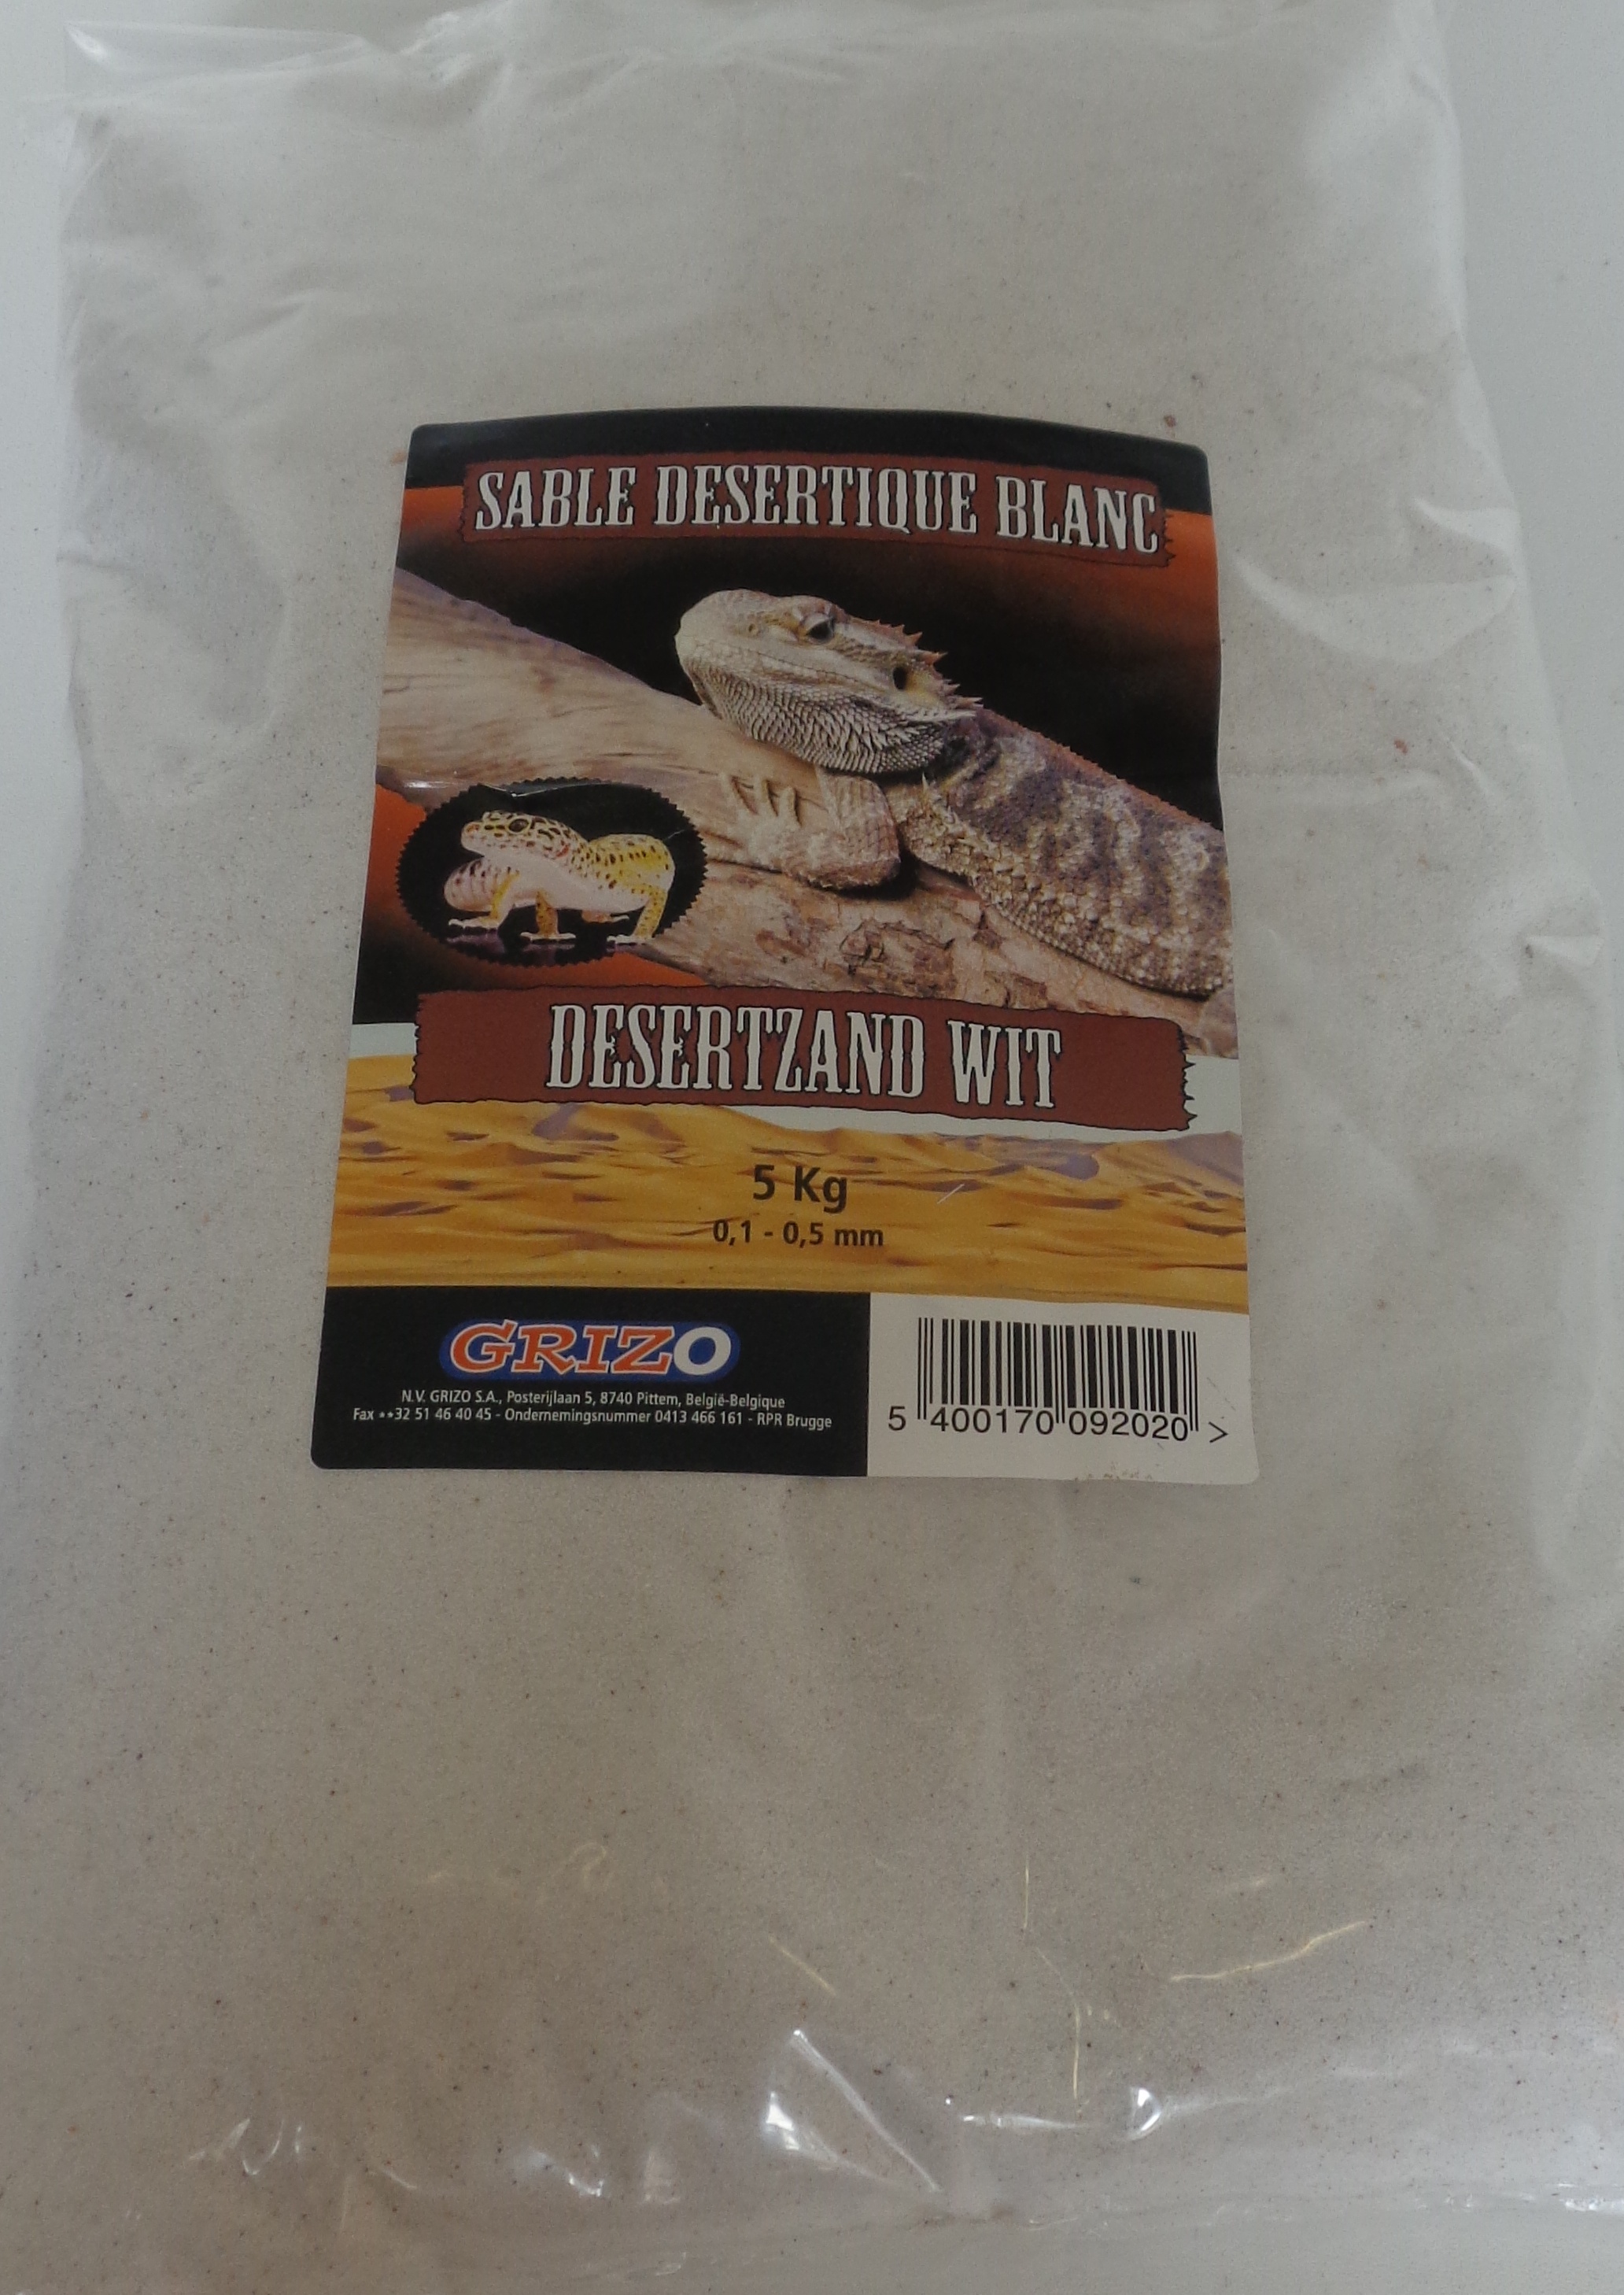 SABLE DESERTIQUE BLANC
DESERTZAND WIT
5 Kg
0,1 - 0,5 mm
GRIZO
N.V. GRIZO S.A., Posterijlaan 5, 8740 Pittem, België-Belgique
Fax **32 51 46 40 45 - Ondernemingsnummer 0413 466 161 - RPR Brugge
5 400170 092020 >